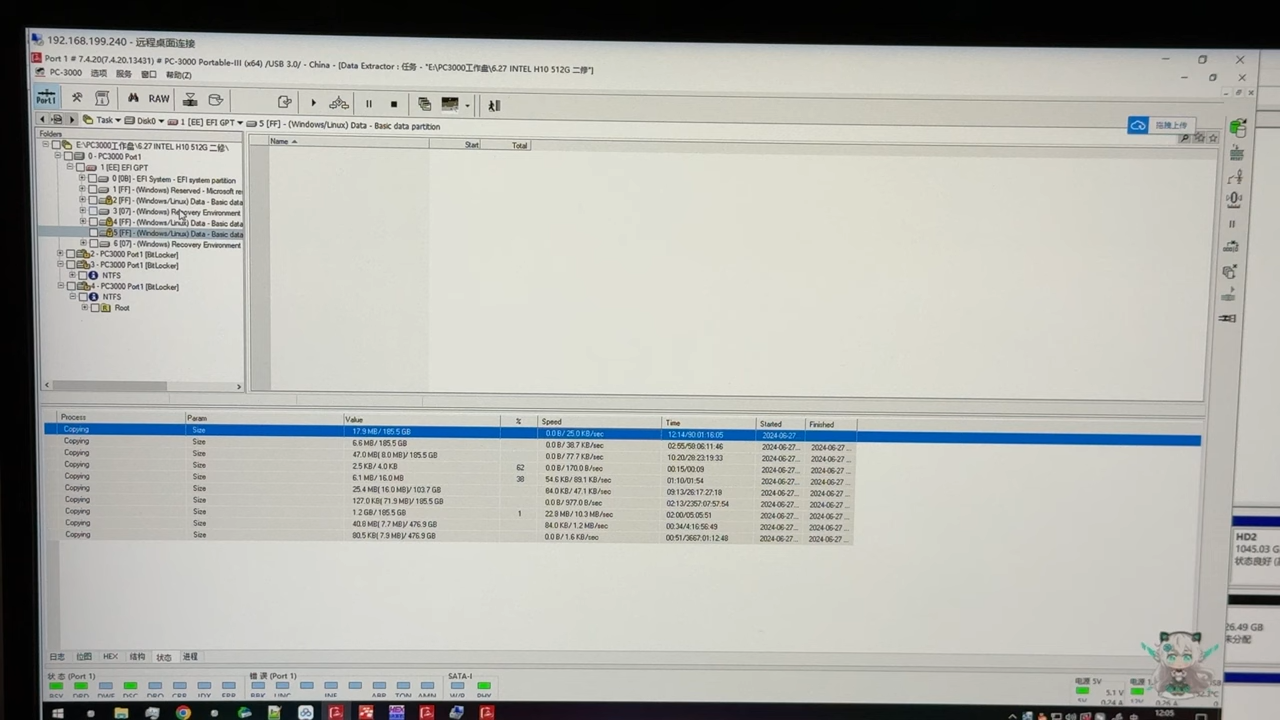 192.168.199.240 - 远程桌面连接
Port 1 # 7.4.20(7.4.20.13431) # PC-3000 Portable-III (x64) /USB 3.0/ - China - [Data Extractor : 任务 - "E:\PC3000工作盘\6.27 INTEL H10 512G 二修"]
PC-3000 选项 服务 窗口 帮助(Z)
Port1 RAW
Task Disk0 1 [EE] EFI GPT 5 [FF] - (Windows/Linux) Data - Basic data partition
拖拽上传
Folders
E:\PC3000工作盘\6.27 INTEL H10 512G 二修\
0 - PC3000 Port1
1 [EE] EFI GPT
0 [0B] - EFI System - EFI system partition
1 [FF] - (Windows) Reserved - Microsoft re
2 [FF] - (Windows/Linux) Data - Basic data
3 [07] - (Windows) Recovery Environment
4 [FF] - (Windows/Linux) Data - Basic data
5 [FF] - (Windows/Linux) Data - Basic data
6 [07] - (Windows) Recovery Environment
2 - PC3000 Port1 [BitLocker]
3 - PC3000 Port1 [BitLocker]
NTFS
4 - PC3000 Port1 [BitLocker]
NTFS
Root
Name Start Total
Process Param Value % Speed Time Started Finished
Copying Size 17.9 MB/ 185.5 GB 0.0 B/ 25.0 KB/sec 12:14/90:01:16:05 2024-06-27...
Copying Size 6.6 MB/ 185.5 GB 0.0 B/ 38.7 KB/sec 02:55/58:06:11:46 2024-06-27... 2024-06-27 ...
Copying Size 47.0 MB( 8.0 MB)/ 185.5 GB 0.0 B/ 77.7 KB/sec 10:20/28:23:19:33 2024-06-27... 2024-06-27 ...
Copying Size 2.5 KB/ 4.0 KB 62 0.0 B/ 170.0 B/sec 00:15/00:09 2024-06-27... 2024-06-27 ...
Copying Size 6.1 MB/ 16.0 MB 38 54.6 KB/ 89.1 KB/sec 01:10/01:54 2024-06-27... 2024-06-27 ...
Copying Size 25.4 MB( 16.0 MB)/ 103.7 GB 84.0 KB/ 47.1 KB/sec 09:13/26:17:27:18 2024-06-27... 2024-06-27 ...
Copying Size 127.0 KB( 71.9 MB)/ 185.5 GB 0.0 B/ 977.0 B/sec 02:13/2357:07:57:54 2024-06-27... 2024-06-27 ...
Copying Size 1.2 GB/ 185.5 GB 1 22.8 MB/ 10.3 MB/sec 02:00/05:05:51 2024-06-27... 2024-06-27 ...
Copying Size 40.8 MB( 7.7 MB)/ 476.9 GB 84.0 KB/ 1.2 MB/sec 00:34/4:16:56:49 2024-06-27... 2024-06-27 ...
Copying Size 80.5 KB( 7.9 MB)/ 476.9 GB 0.0 B/ 1.6 KB/sec 00:51/3667:01:12:48 2024-06-27... 2024-06-27 ...
HD2
1045.03 G
状态良好
26.49 GB
未分配
日志 位图 HEX 结构 状态 进程
状态 (Port 1) 错误 (Port 1) SATA-I
电源 5V
5.1 V
12:05